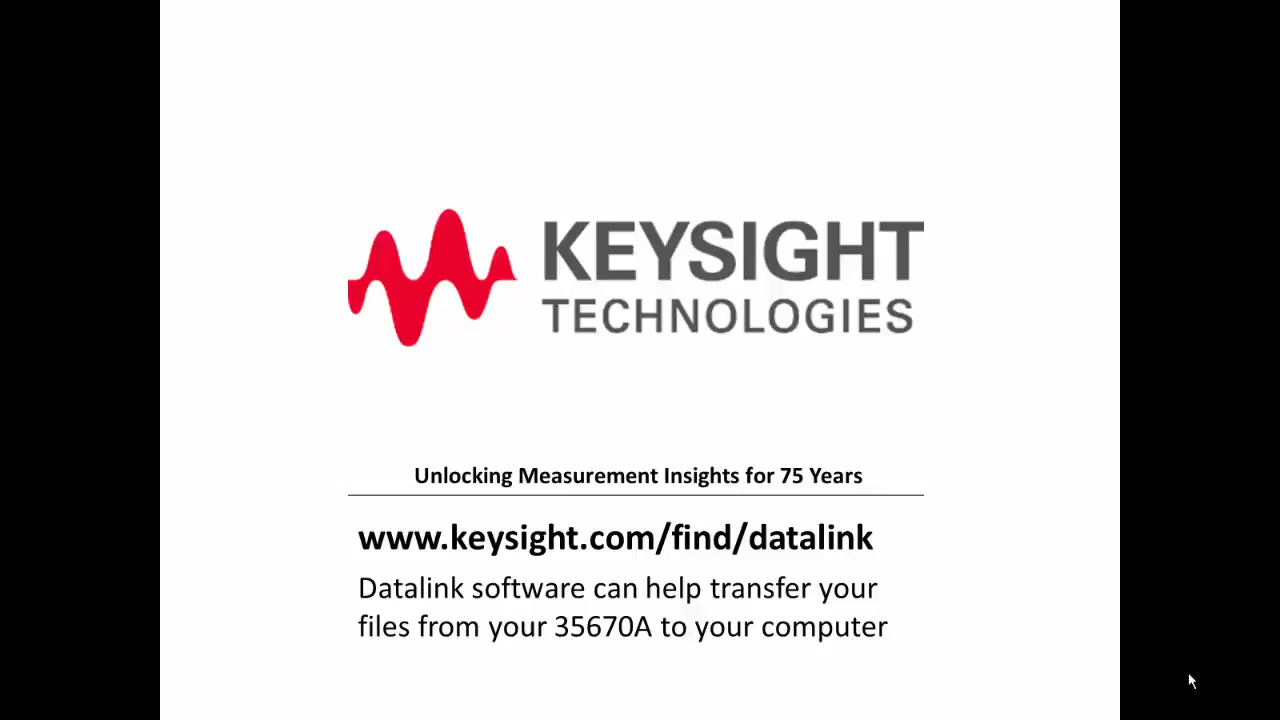 KEYSIGHT
TECHNOLOGIES
Unlocking Measurement Insights for 75 Years
www.keysight.com/find/datalink
Datalink software can help transfer your
files from your 35670A to your computer